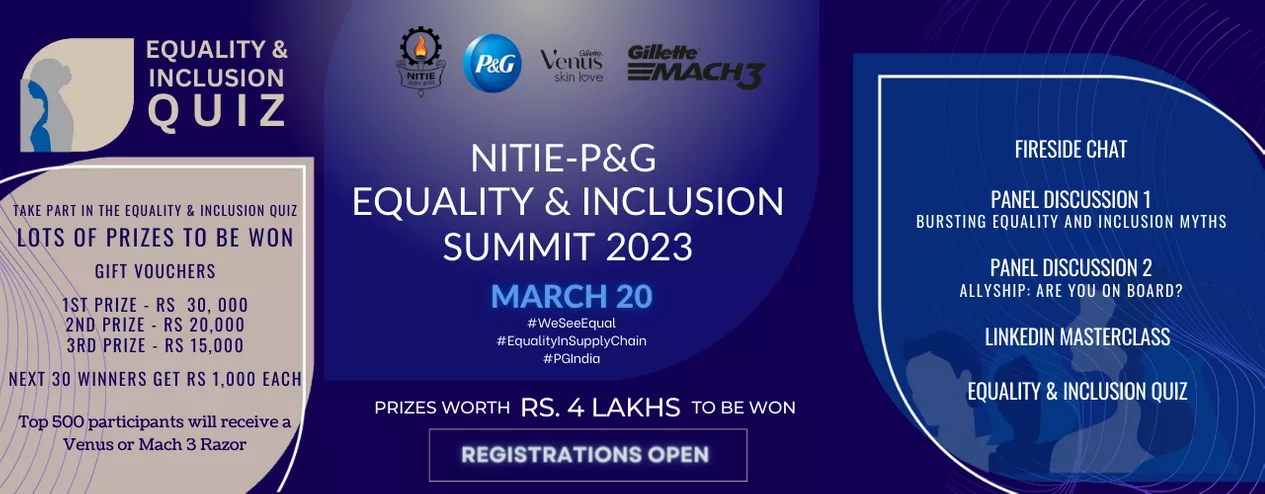 EQUALITY &
INCLUSION
QUIZ
TAKE PART IN THE EQUALITY & INCLUSION QUIZ
LOTS OF PRIZES TO BE WON
GIFT VOUCHERS
1ST PRIZE - RS 30, 000
2ND PRIZE - RS 20,000
3RD PRIZE - RS 15,000
NEXT 30 WINNERS GET RS 1,000 EACH
Top 500 participants will receive a
Venus or Mach 3 Razor
NITIE
P&G
Gillette
Venus
skin love
Gillette
MACH3
NITIE-P&G
EQUALITY & INCLUSION
SUMMIT 2023
MARCH 20
#WeSeeEqual
#EqualityInSupplyChain
#PGIndia
PRIZES WORTH RS. 4 LAKHS TO BE WON
REGISTRATIONS OPEN
FIRESIDE CHAT
PANEL DISCUSSION 1
BURSTING EQUALITY AND INCLUSION MYTHS
PANEL DISCUSSION 2
ALLYSHIP: ARE YOU ON BOARD?
LINKEDIN MASTERCLASS
EQUALITY & INCLUSION QUIZ